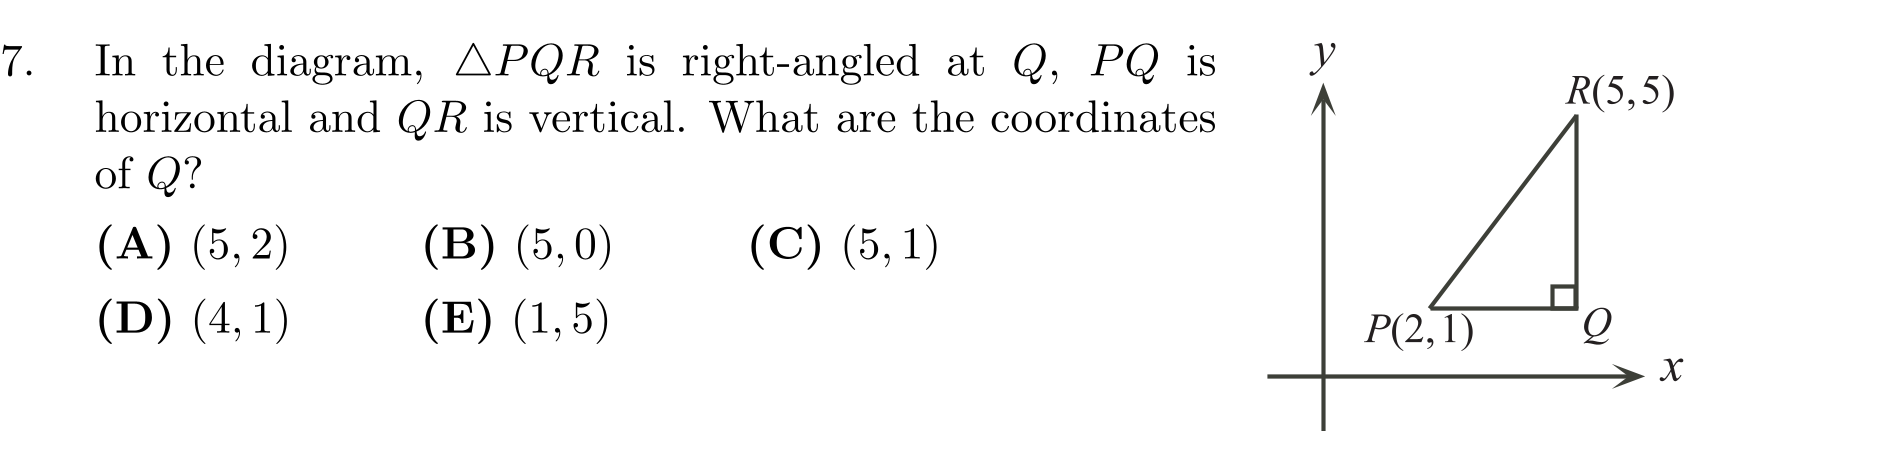 7. In the diagram, △PQR is right-angled at Q, PQ is
horizontal and QR is vertical. What are the coordinates
of Q?
(A) (5, 2) (B) (5, 0) (C) (5, 1)
(D) (4, 1) (E) (1, 5)
y
R(5, 5)
P(2, 1)
Q
x